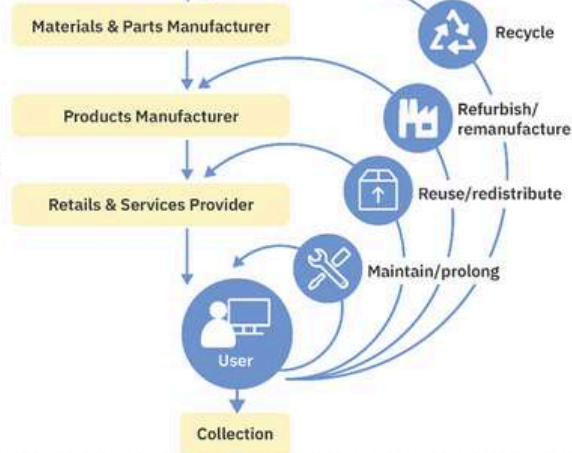 Materials & Parts Manufacturer
Recycle
Products Manufacturer
Refurbish/
remanufacture
Retails & Services Provider
Reuse/redistribute
Maintain/prolong
User
Collection